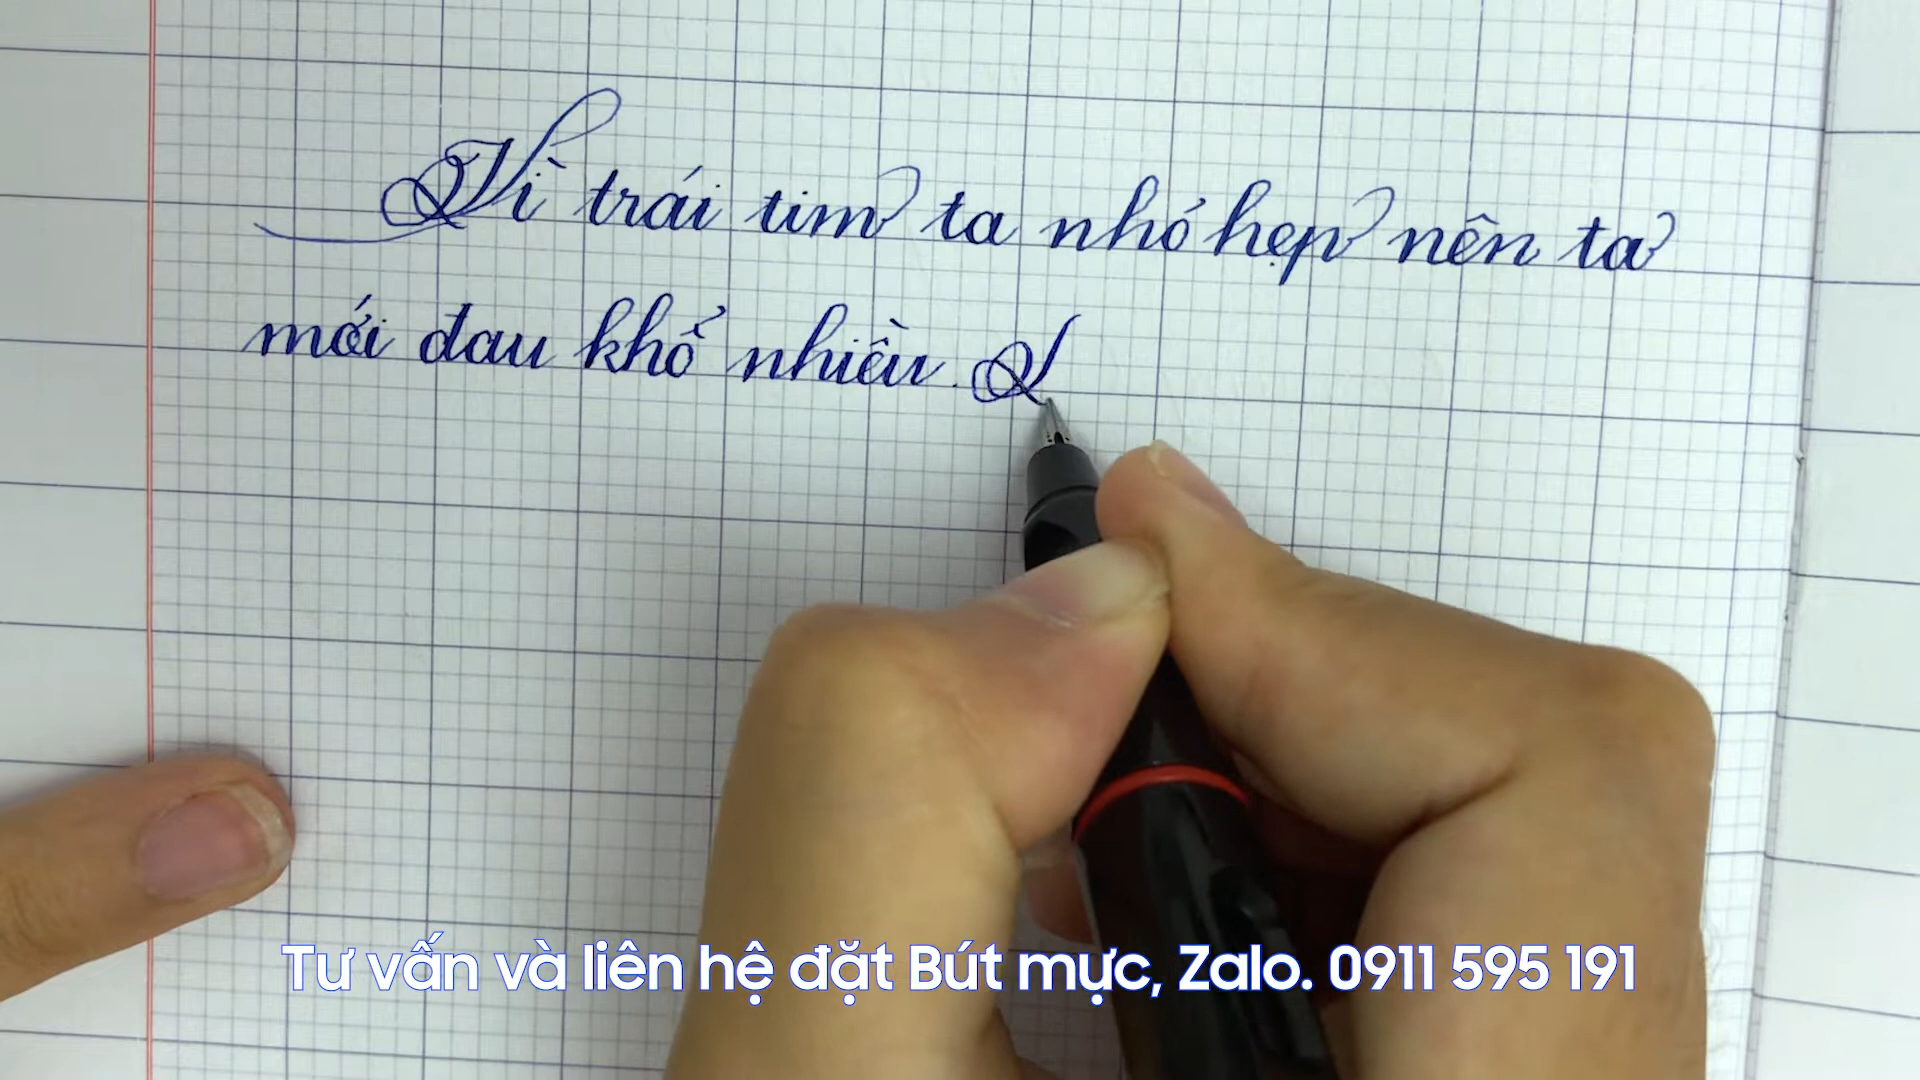 Vì trái tim ta nhỏ hẹp nên ta
mới đau khổ nhiều.
Tư vấn và liên hệ đặt Bút mực, Zalo. 0911 595 191